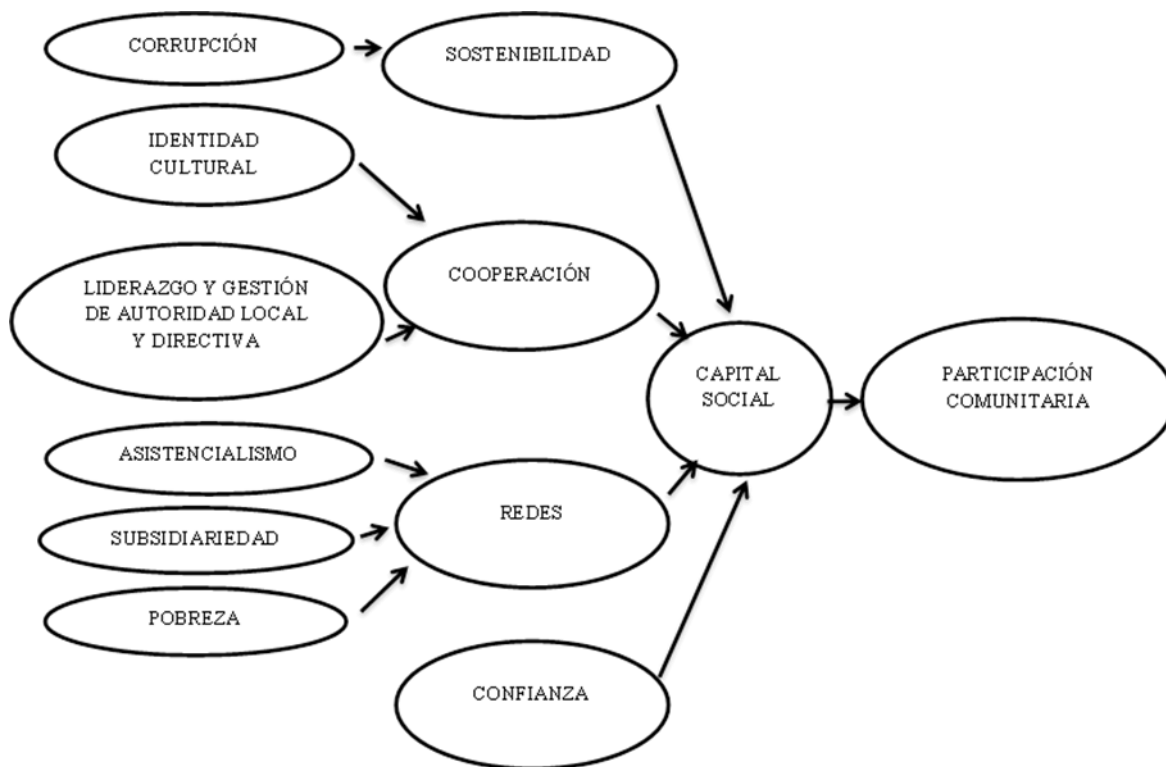 CORRUPCIÓN
SOSTENIBILIDAD
IDENTIDAD
CULTURAL
COOPERACIÓN
LIDERAZGO Y GESTIÓN
DE AUTORIDAD LOCAL
Y DIRECTIVA
CAPITAL
SOCIAL
PARTICIPACIÓN
COMUNITARIA
ASISTENCIALISMO
REDES
SUBSIDIARIEDAD
POBREZA
CONFIANZA